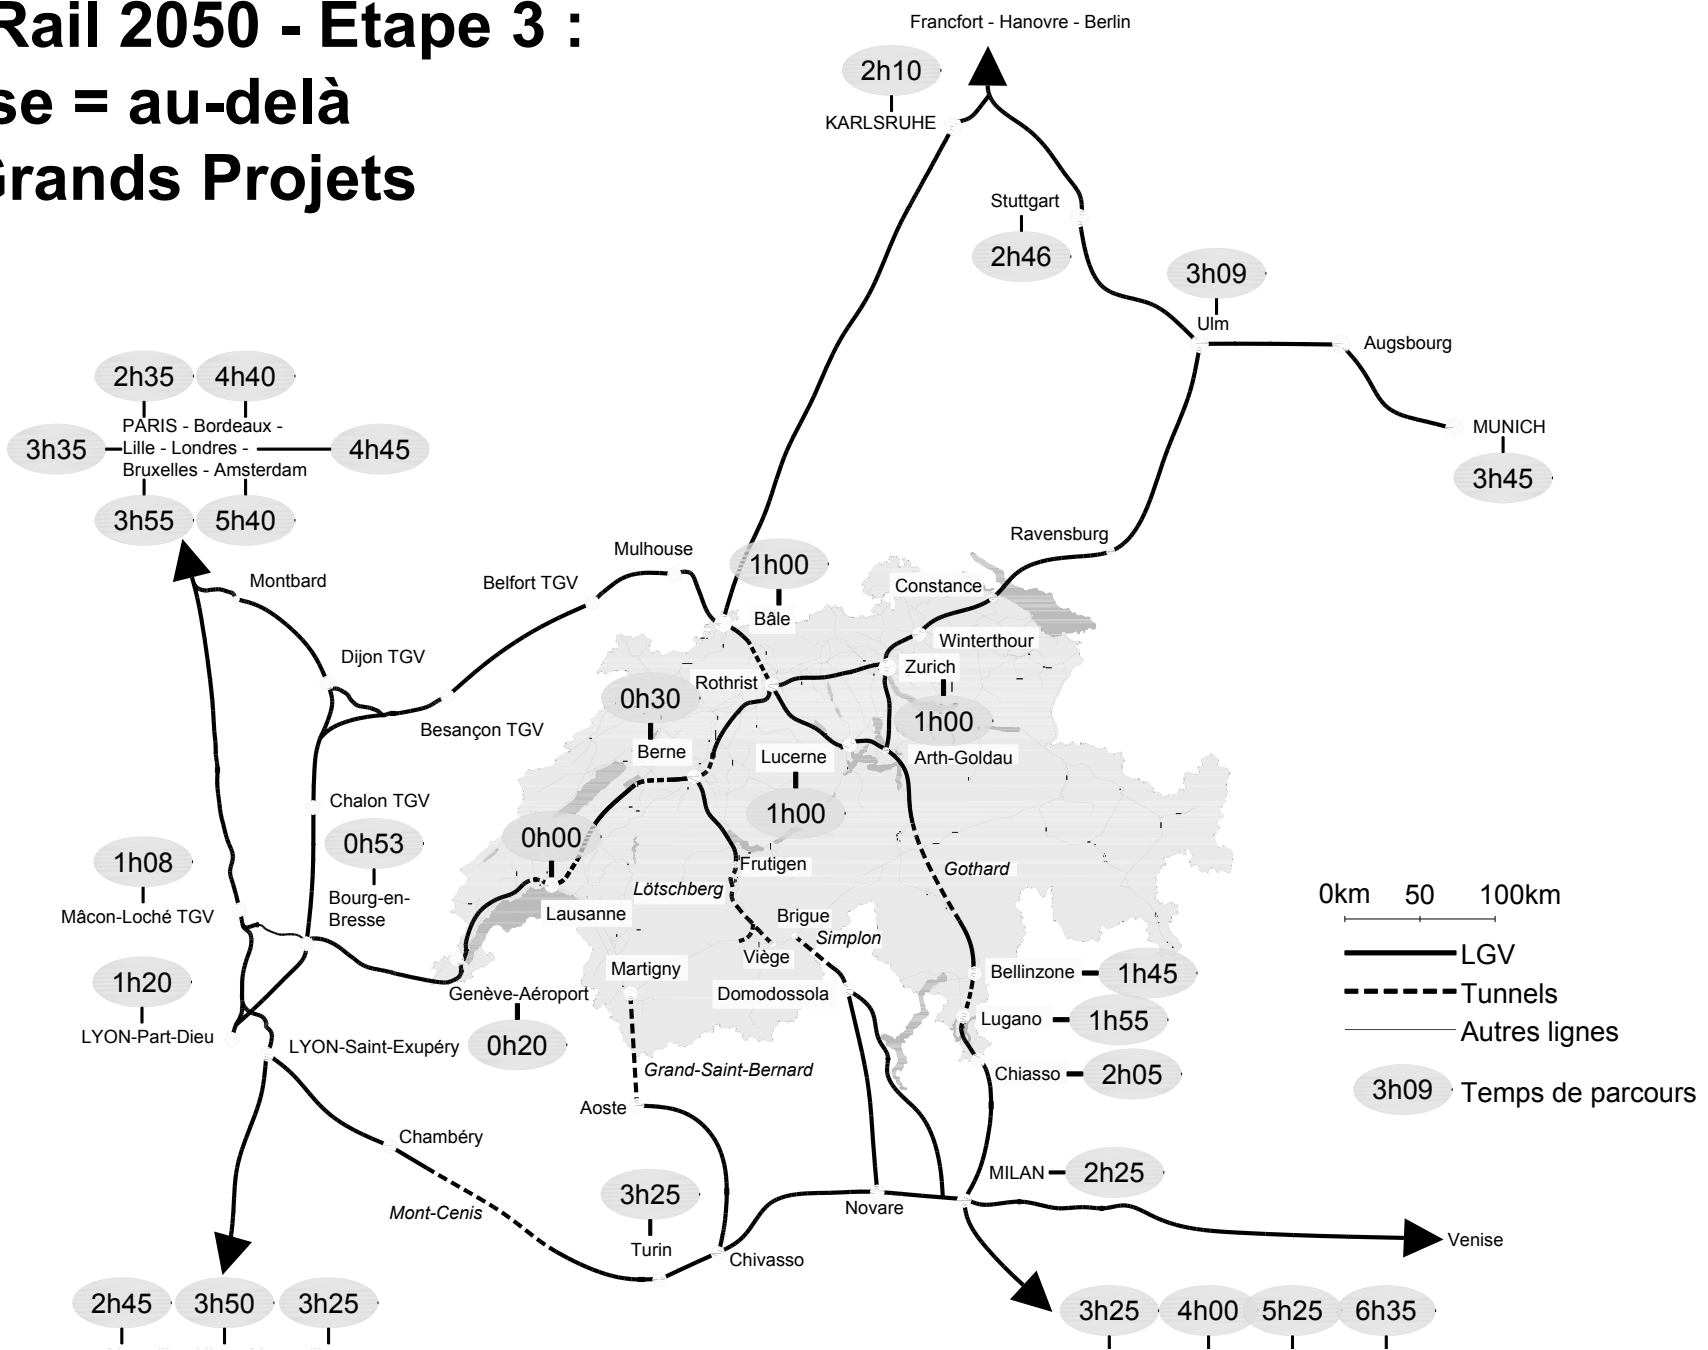 Rail 2050 - Etape 3 :
se = au-delà
Grands Projets
Francfort - Hanovre - Berlin
2h10
KARLSRUHE
Stuttgart
2h46
3h09
Ulm
Augsbourg
MUNICH
3h45
2h35
4h40
PARIS - Bordeaux -
3h35
Lille - Londres -
4h45
Bruxelles - Amsterdam
3h55
5h40
Ravensburg
Mulhouse
1h00
Montbard
Belfort TGV
Constance
Bâle
Winterthour
Dijon TGV
Zurich
Rothrist
0h30
1h00
Besançon TGV
Berne
Lucerne
Arth-Goldau
Chalon TGV
1h00
0h53
0h00
1h08
Frutigen
Gothard
Lötschberg
Bourg-en-
Bresse
Mâcon-Loché TGV
Lausanne
Brigue
Simplon
0km
50
100km
LGV
Viège
Martigny
Bellinzone
1h45
1h20
Genève-Aéroport
Domodossola
Tunnels
Lugano
1h55
Autres lignes
LYON-Part-Dieu
LYON-Saint-Exupéry
0h20
Grand-Saint-Bernard
Chiasso
2h05
3h09
Temps de parcours
Aoste
Chambéry
MILAN
2h25
3h25
Mont-Cenis
Novare
Turin
Chivasso
Venise
2h45
3h50
3h25
3h25
4h00
5h25
6h35